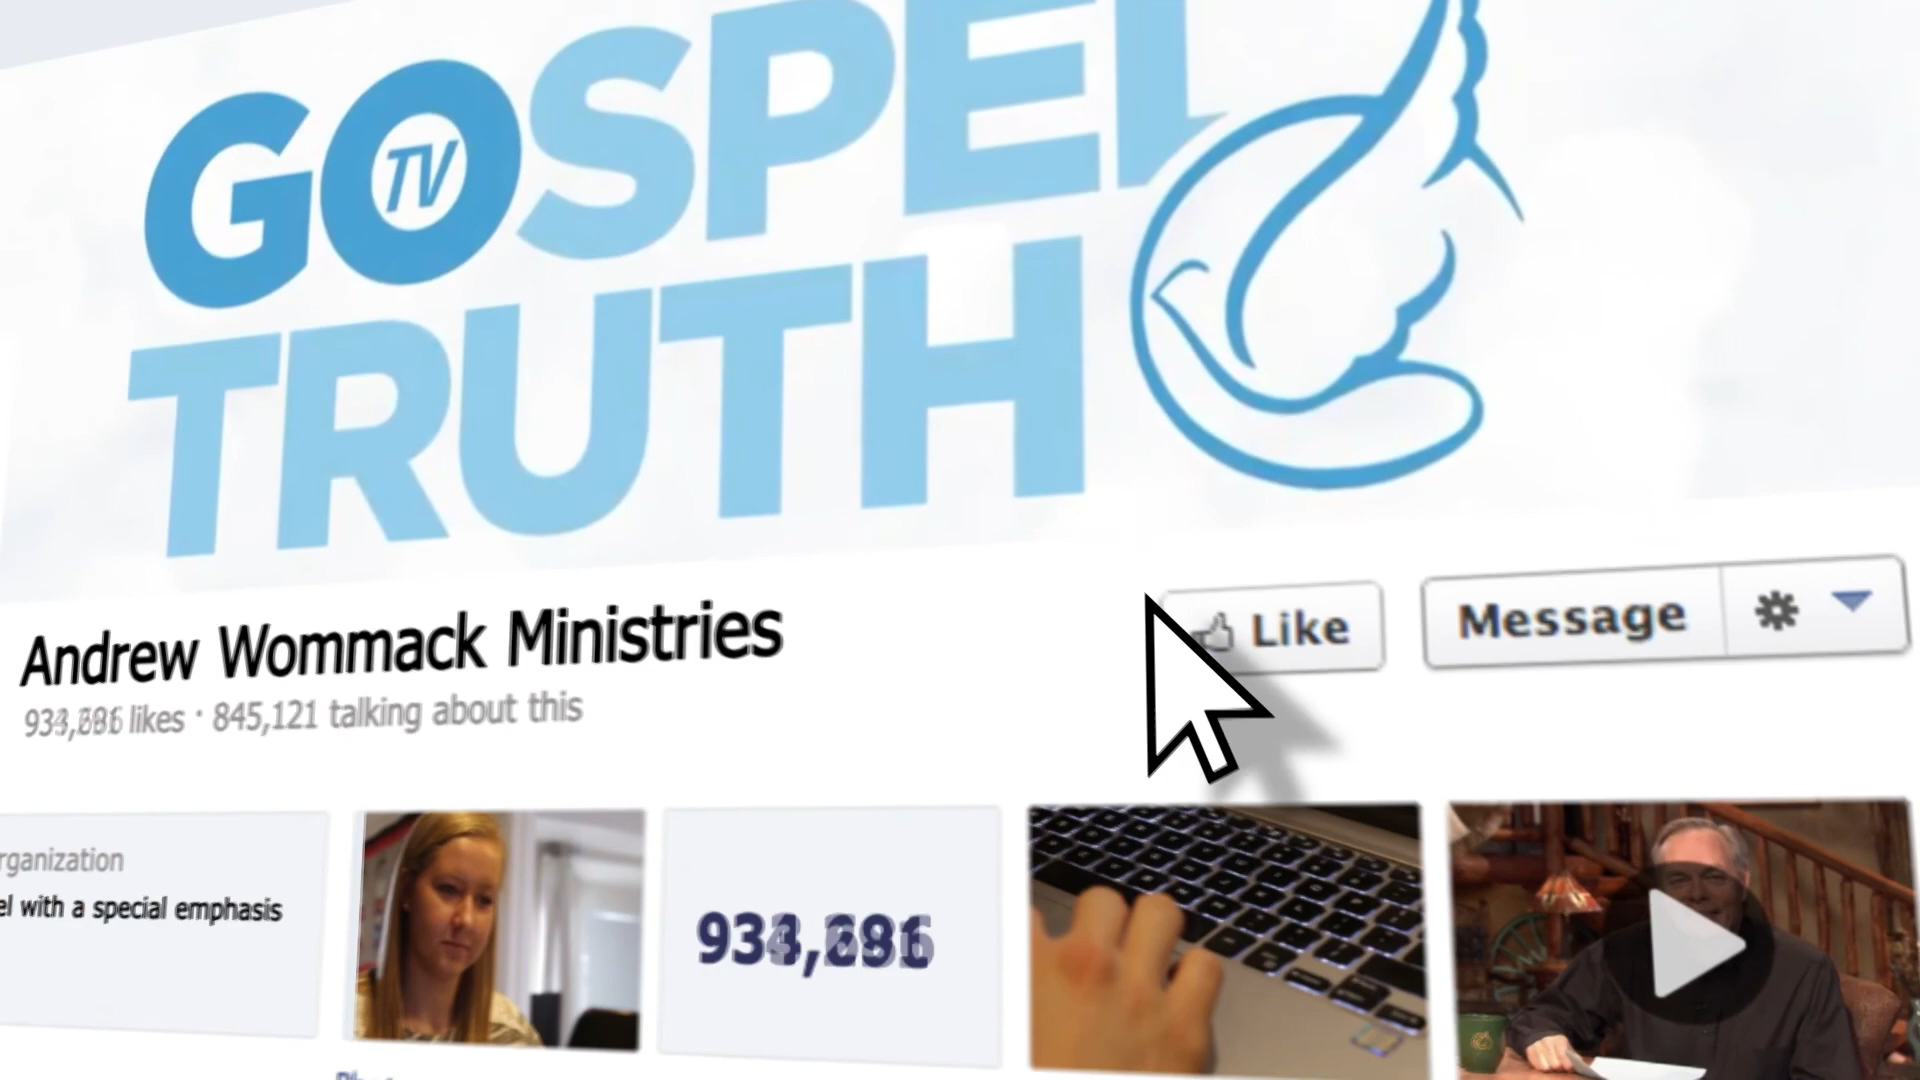 GOSPEL
TV
TRUTH
Andrew Wommack Ministries
likes · 845,121 talking about this
Like
Message
rganization
el with a special emphasis